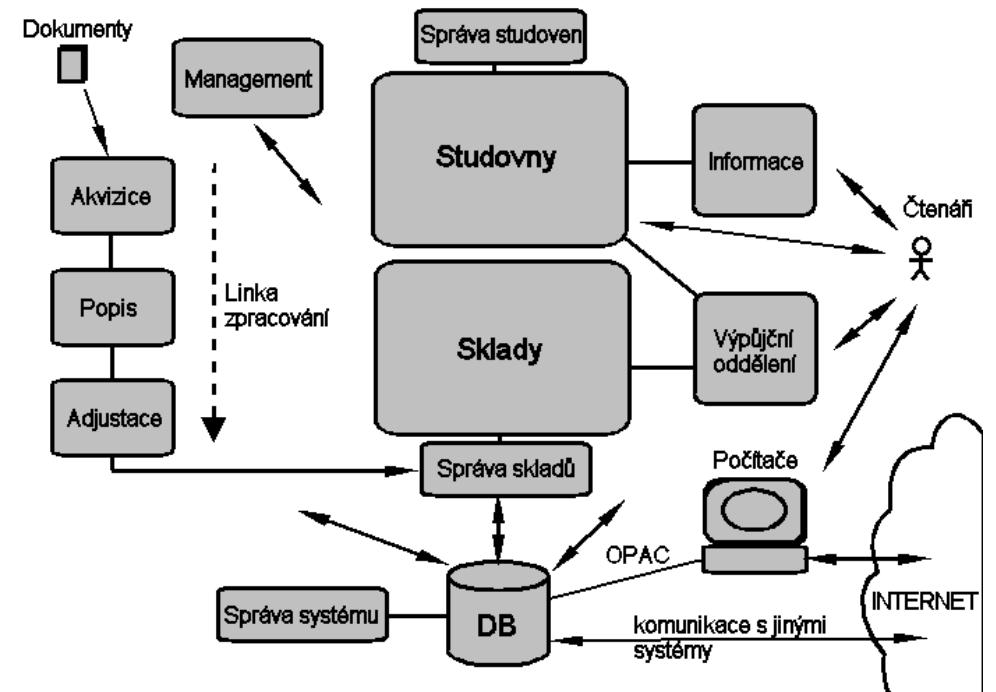 Dokumenty
Správa studoven
Management
Studovny
Informace
Akvizice
Čtenáři
Popis
Linka
zpracování
Sklady
Výpůjční
oddělení
Adjustace
Správa skladů
Počítače
OPAC
INTERNET
Správa systému
DB
komunikace s jinými
systémy